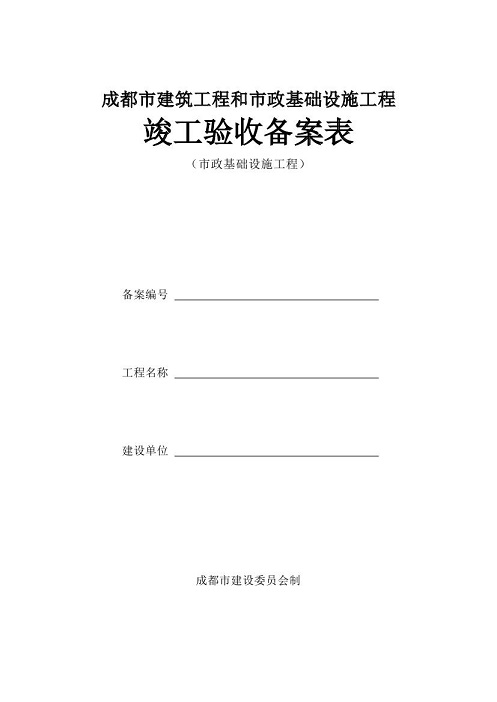 成都市建筑工程和市政基础设施工程
竣工验收备案表
（市政基础设施工程）
备案编号
工程名称
建设单位
成都市建设委员会制